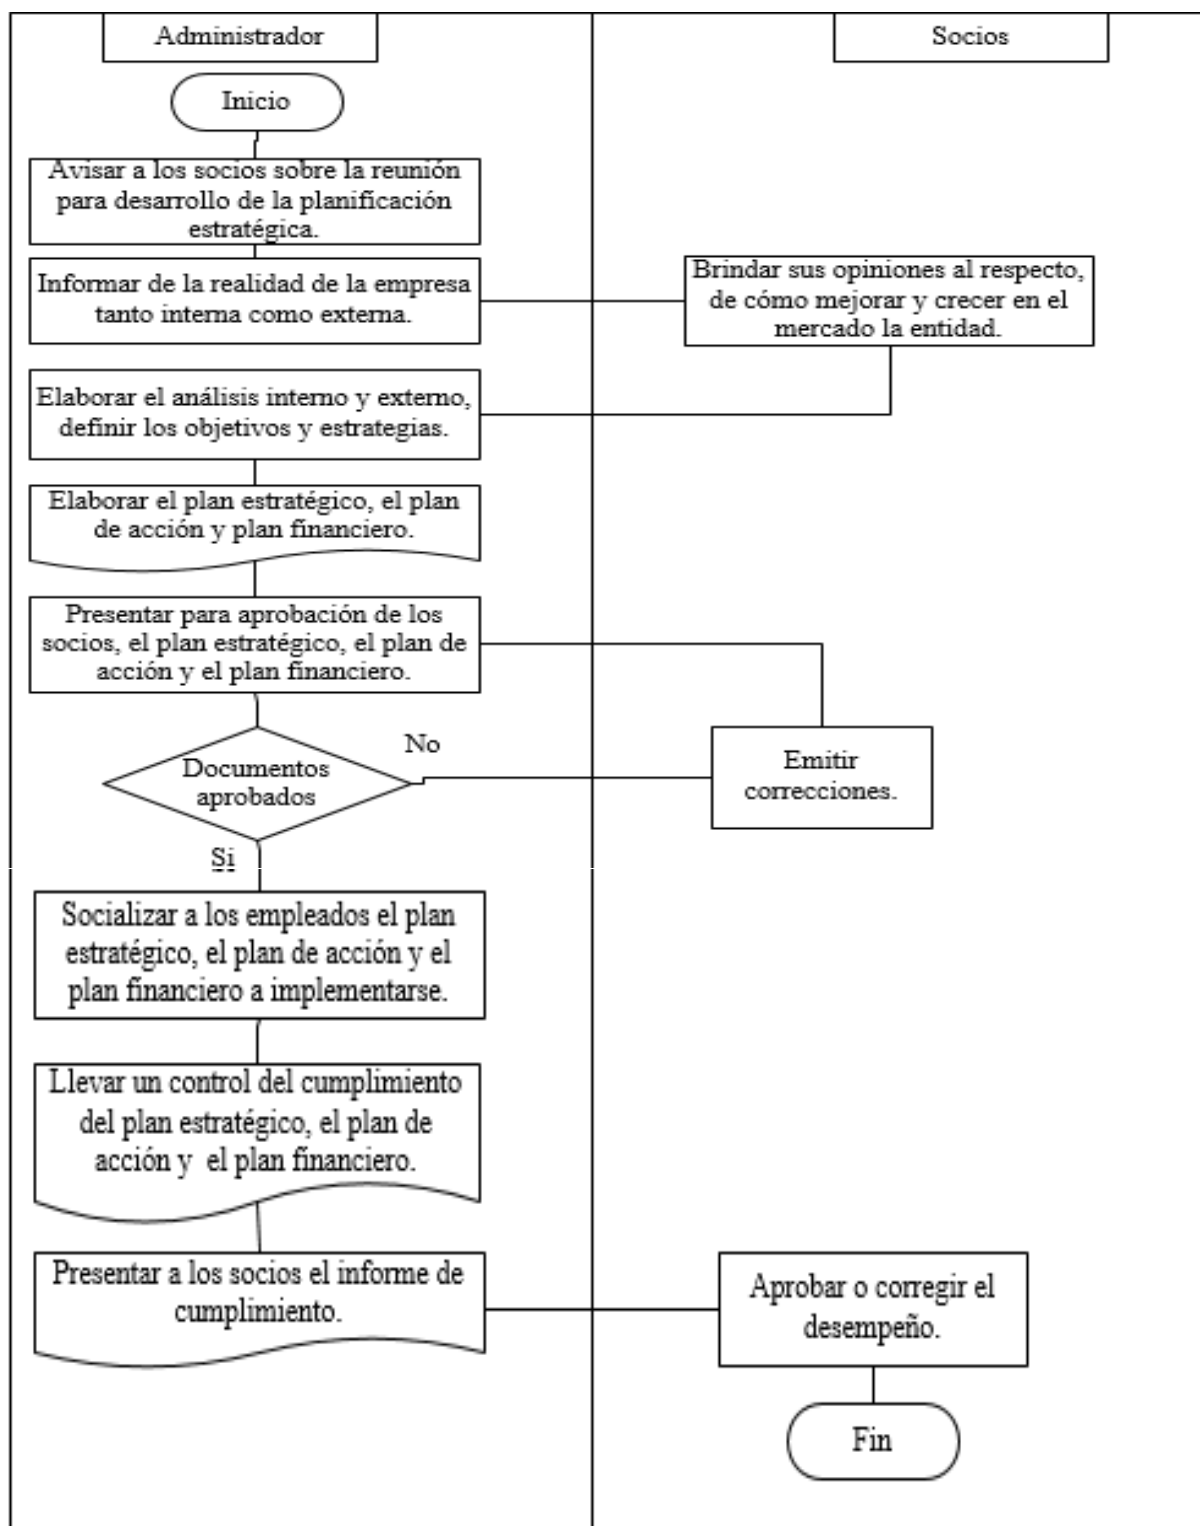 Administrador
Socios
Inicio
Avisar a los socios sobre la reunión
para desarrollo de la planificación
estratégica.
Informar de la realidad de la empresa
tanto interna como externa.
Brindar sus opiniones al respecto,
de cómo mejorar y crecer en el
mercado la entidad.
Elaborar el análisis interno y externo,
definir los objetivos y estrategias.
Elaborar el plan estratégico, el plan
de acción y plan financiero.
Presentar para aprobación de los
socios, el plan estratégico, el plan de
acción y el plan financiero.
No
Documentos
aprobados
Emitir
correcciones.
Si
Socializar a los empleados el plan
estratégico, el plan de acción y el
plan financiero a implementarse.
Llevar un control del cumplimiento
del plan estratégico, el plan de
acción y el plan financiero.
Presentar a los socios el informe de
cumplimiento.
Aprobar o corregir el
desempeño.
Fin